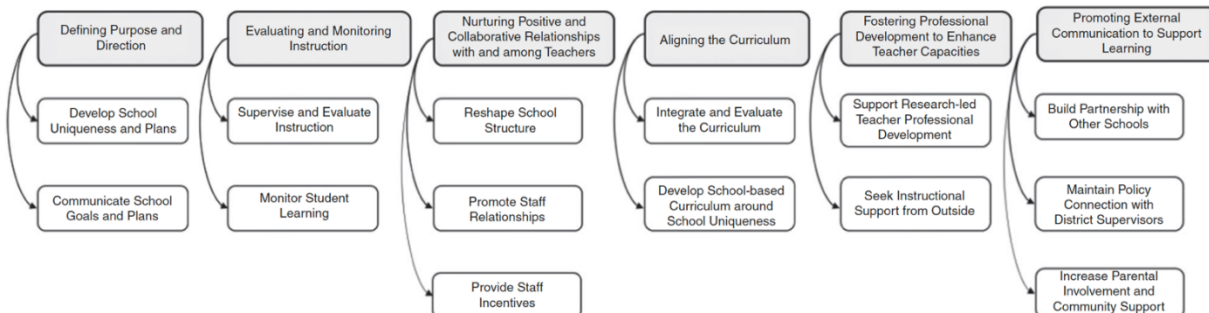 Defining Purpose and
Direction
Develop School
Uniqueness and Plans
Communicate School
Goals and Plans
Evaluating and Monitoring
Instruction
Supervise and Evaluate
Instruction
Monitor Student
Learning
Nurturing Positive and
Collaborative Relationships
with and among Teachers
Reshape School
Structure
Promote Staff
Relationships
Provide Staff
Incentives
Aligning the Curriculum
Integrate and Evaluate
the Curriculum
Develop School-based
Curriculum around
School Uniqueness
Fostering Professional
Development to Enhance
Teacher Capacities
Support Research-led
Teacher Professional
Development
Seek Instructional
Support from Outside
Promoting External
Communication to Support
Learning
Build Partnership with
Other Schools
Maintain Policy
Connection with
District Supervisors
Increase Parental
Involvement and
Community Support